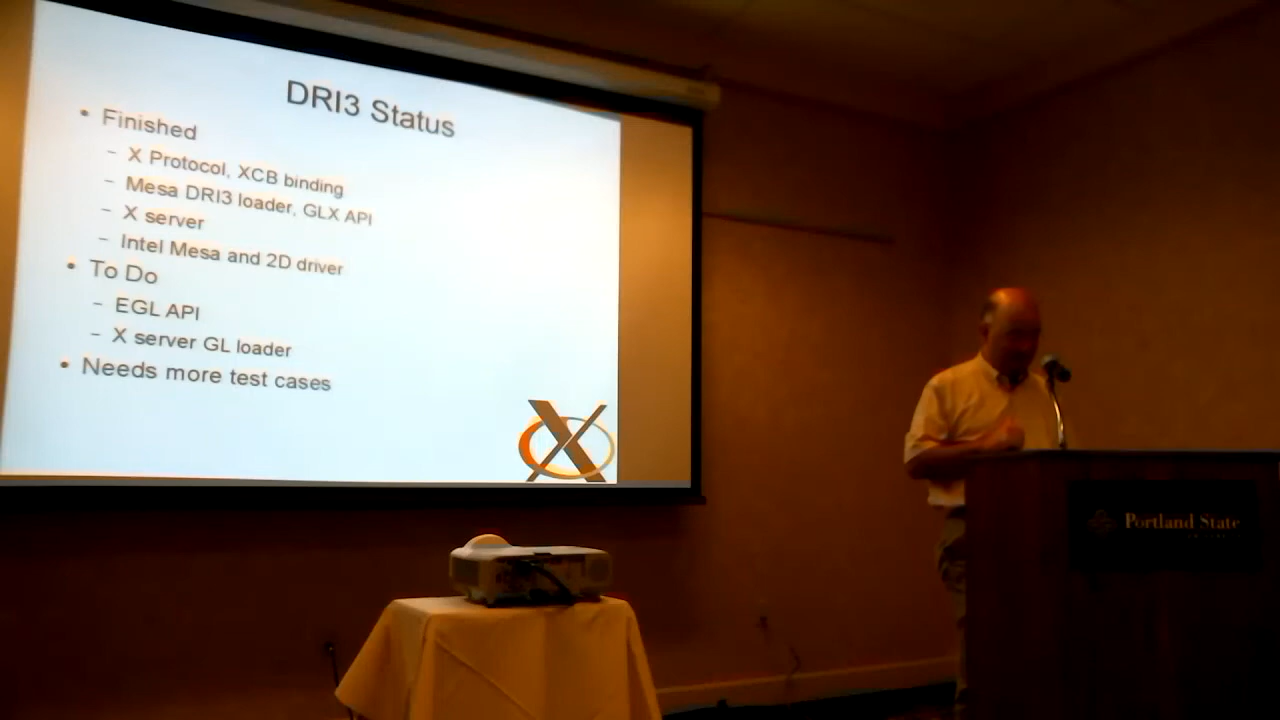 DRI3 Status
• Finished
– X Protocol, XCB binding
– Mesa DRI3 loader, GLX API
– X server
– Intel Mesa and 2D driver
• To Do
– EGL API
– X server GL loader
• Needs more test cases
X
Portland State